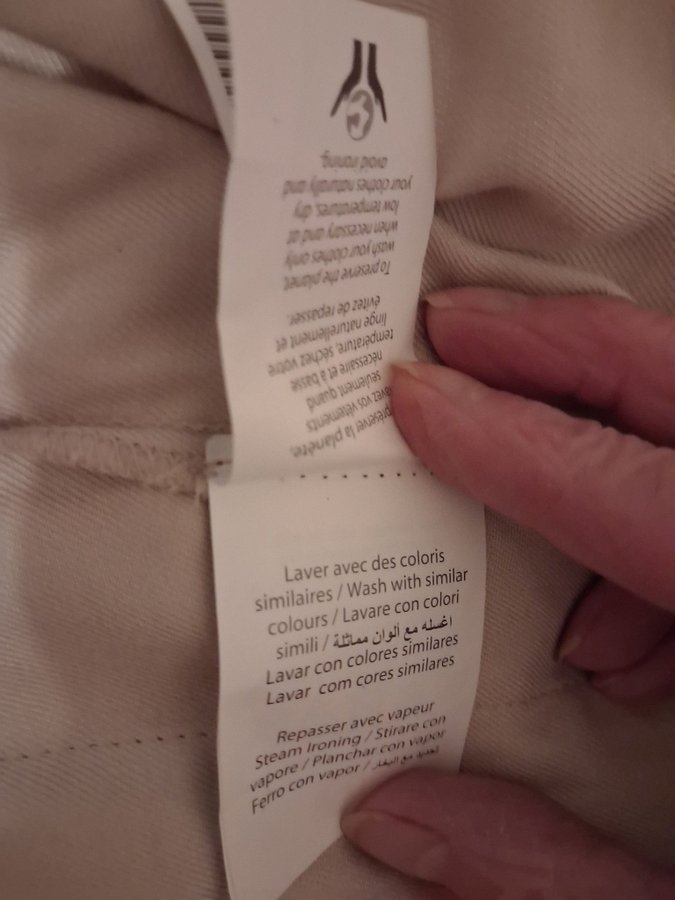 préserver la planète,
avez vos vêtements
seulement quand
nécessaire et à basse
température, séchez votre
linge naturellement et
évitez de repasser.
To preserve the planet,
wash your clothes only
when necessary and at
low temperatures, dry
your clothes naturally and
avoid ironing.
Laver avec des coloris
similaires / Wash with similar
colours / Lavare con colori
simili / اغسله مع ألوان مماثلة
Lavar con colores similares
Lavar com cores similares
Repasser avec vapeur
Steam Ironing / Stirare con
vapore / Planchar con vapor
Ferro con vapor / مع البخار